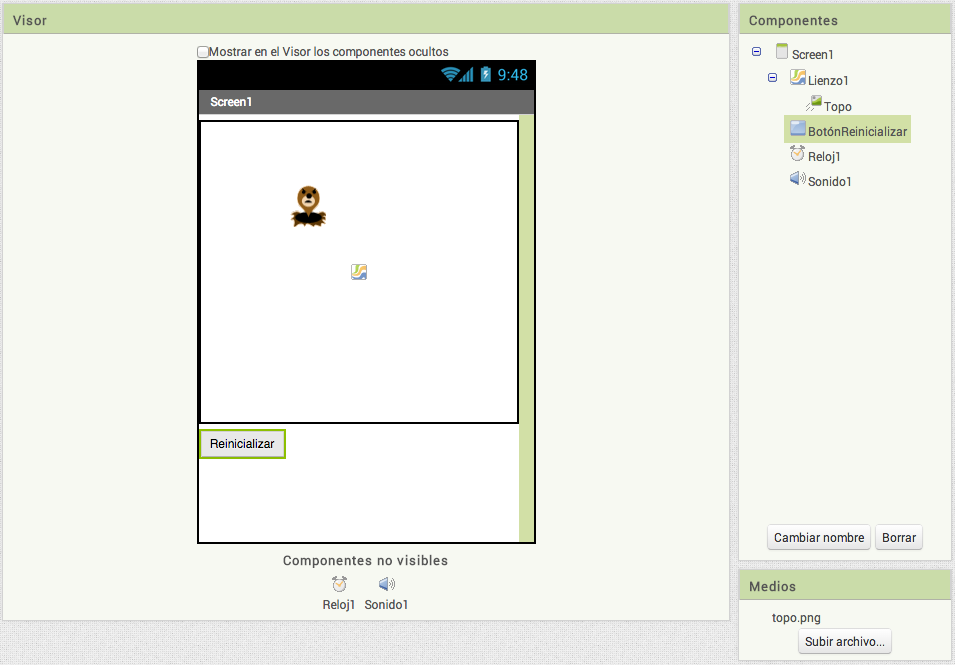 Visor
Mostrar en el Visor los componentes ocultos
9:48
Screen1
Reinicializar
Componentes no visibles
Reloj1 Sonido1
Componentes
Screen1
Lienzo1
Topo
BotónReinicializar
Reloj1
Sonido1
Cambiar nombre Borrar
Medios
topo.png
Subir archivo...